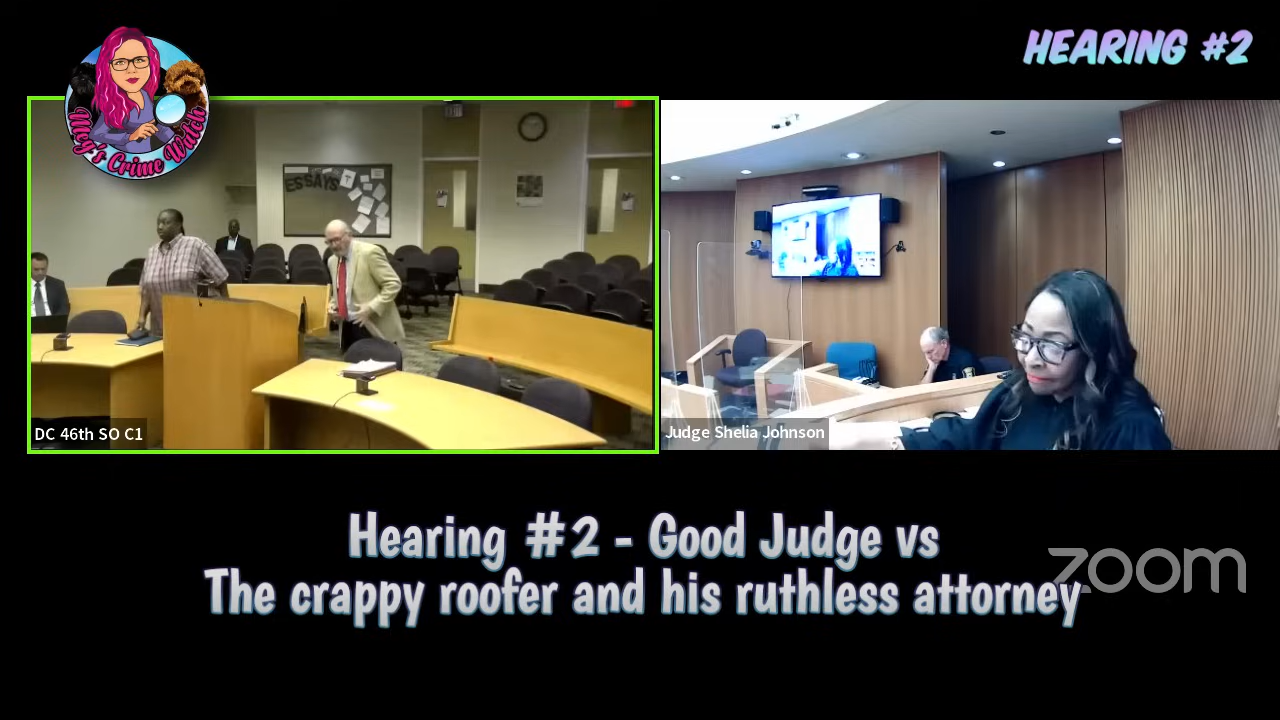 HEARING #2
Meg's Crime Watch
ESSAYS
DC 46th SO C1
Judge Shelia Johnson
Hearing #2 - Good Judge vs
The crappy roofer and his ruthless attorney
zoom